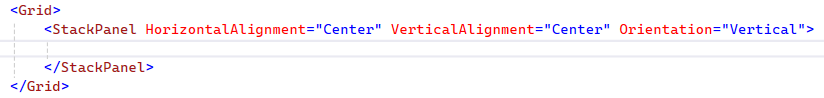 <Grid>
<StackPanel HorizontalAlignment="Center" VerticalAlignment="Center" Orientation="Vertical">
</StackPanel>
</Grid>